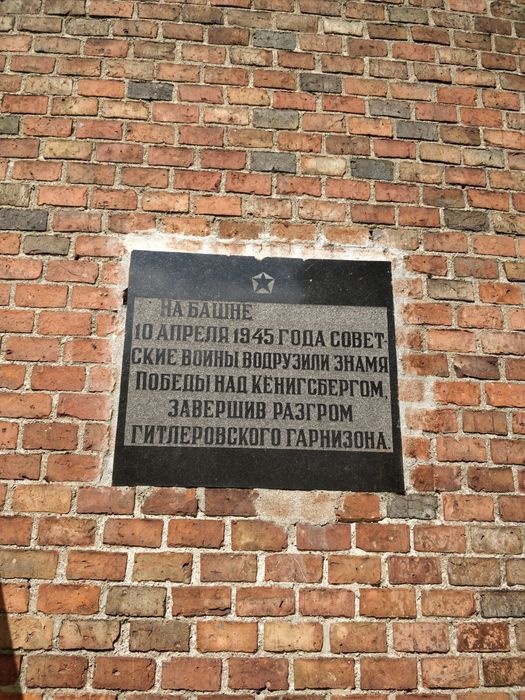 НА БАШНЕ
10 АПРЕЛЯ 1945 ГОДА СОВЕТ-
СКИЕ ВОИНЫ ВОДРУЗИЛИ ЗНАМЯ
ПОБЕДЫ НАД КЕНИГСБЕРГОМ,
ЗАВЕРШИВ РАЗГРОМ
ГИТЛЕРОВСКОГО ГАРНИЗОНА.